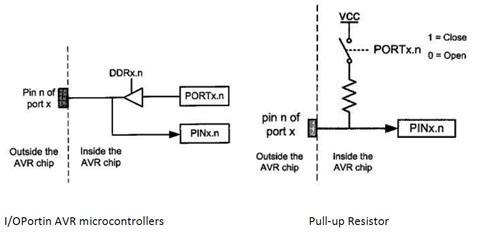 DDRx.n
Pin n of
port x
PORTx.n
PINx.n
Outside the
AVR chip
Inside the
AVR chip
VCC
1 = Close
PORTx.n
0 = Open
pin n of
port x
PINx.n
Outside the
AVR chip
Inside the
AVR chip
I/OPortin AVR microcontrollers
Pull-up Resistor